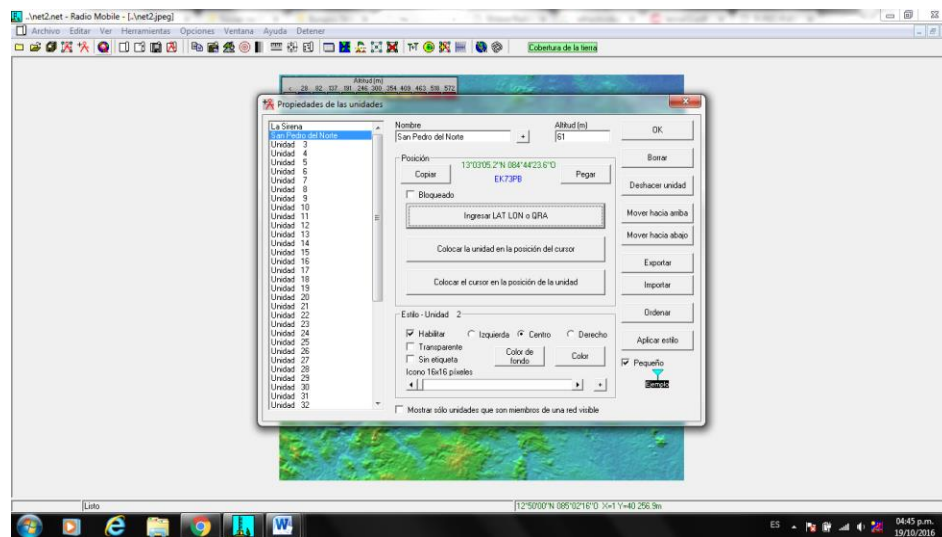 ..\net2.net - Radio Mobile - [..\net2.jpeg]
Archivo Editar Ver Herramientas Opciones Ventana Ayuda Detener
Cobertura de la tierra
Altitud (m)
< 28 82 137 191 246 300 354 409 463 518 572
Propiedades de las unidades
La Sirena
San Pedro del Norte
Unidad 3
Unidad 4
Unidad 5
Unidad 6
Unidad 7
Unidad 8
Unidad 9
Unidad 10
Unidad 11
Unidad 12
Unidad 13
Unidad 14
Unidad 15
Unidad 16
Unidad 17
Unidad 18
Unidad 19
Unidad 20
Unidad 21
Unidad 22
Unidad 23
Unidad 24
Unidad 25
Unidad 26
Unidad 27
Unidad 28
Unidad 29
Unidad 30
Unidad 31
Unidad 32
Nombre
San Pedro del Norte
+
Altitud (m)
61
Posición
13°03'05.2"N 084°44'23.6"O
EK73PB
Copiar
Pegar
Bloqueado
Ingresar LAT LON o QRA
Colocar la unidad en la posición del cursor
Colocar el cursor en la posición de la unidad
Estilo - Unidad 2
Habilitar
Izquierda
Centro
Derecho
Transparente
Sin etiqueta
Color de fondo
Color
Icono 16x16 píxeles
+
Mostrar sólo unidades que son miembros de una red visible
OK
Borrar
Deshacer unidad
Mover hacia arriba
Mover hacia abajo
Exportar
Importar
Ordenar
Aplicar estilo
Pequeño
Ejemplo
Listo
12°50'00"N 085°02'16"O X=1 Y=40 256.9m
ES
04:45 p.m.
19/10/2016